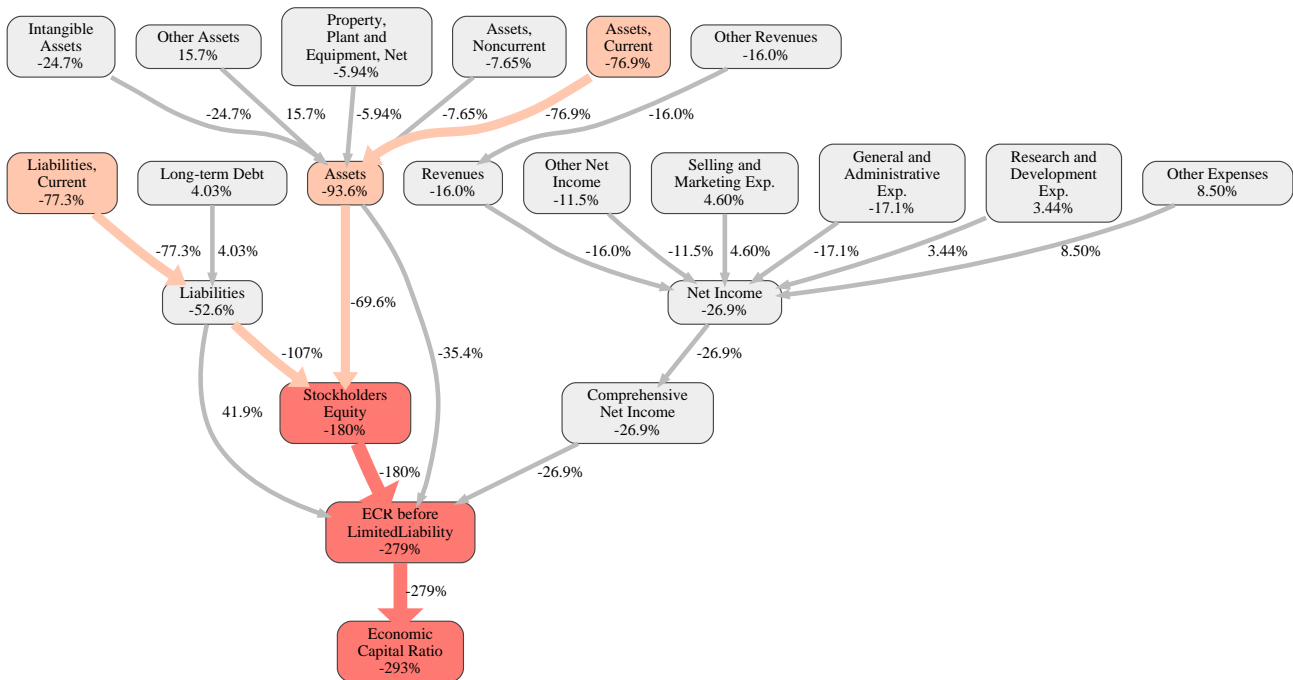 Intangible
Assets
-24.7%
Other Assets
15.7%
Property,
Plant and
Equipment, Net
-5.94%
Assets,
Noncurrent
-7.65%
Assets,
Current
-76.9%
Other Revenues
-16.0%
-24.7%
15.7%
-5.94%
-7.65%
-76.9%
-16.0%
Liabilities,
Current
-77.3%
Long-term Debt
4.03%
Assets
-93.6%
Revenues
-16.0%
Other Net
Income
-11.5%
Selling and
Marketing Exp.
4.60%
General and
Administrative
Exp.
-17.1%
Research and
Development
Exp.
3.44%
Other Expenses
8.50%
-77.3%
4.03%
-16.0%
-11.5%
4.60%
-17.1%
3.44%
8.50%
Liabilities
-52.6%
-69.6%
Net Income
-26.9%
-107%
-35.4%
-26.9%
41.9%
Stockholders
Equity
-180%
Comprehensive
Net Income
-26.9%
-180%
-26.9%
ECR before
LimitedLiability
-279%
-279%
Economic
Capital Ratio
-293%